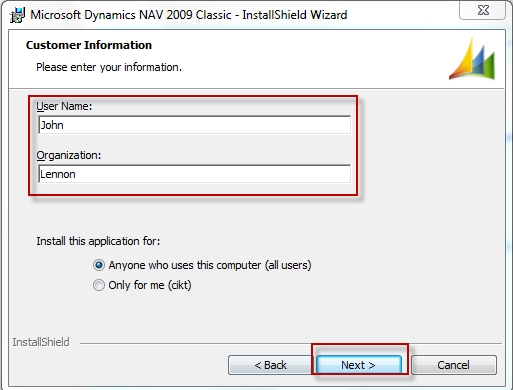 Microsoft Dynamics NAV 2009 Classic - InstallShield Wizard
Customer Information
Please enter your information.
User Name:
John
Organization:
Lennon
Install this application for:
Anyone who uses this computer (all users)
Only for me (cikt)
InstallShield
< Back
Next >
Cancel